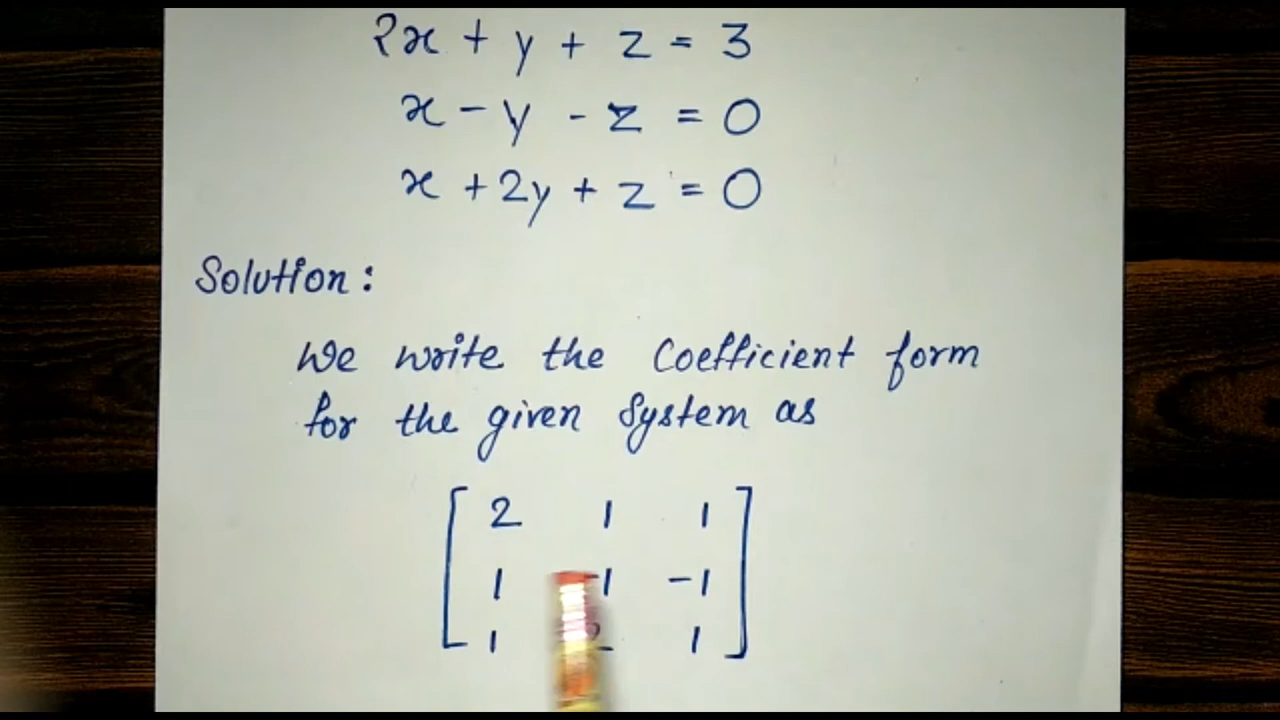 2x + y + z = 3
x - y - z = 0
x + 2y + z = 0
Solution:
We write the Coefficient form
for the given System as
2 1 1
1 -1 -1
1 2 1